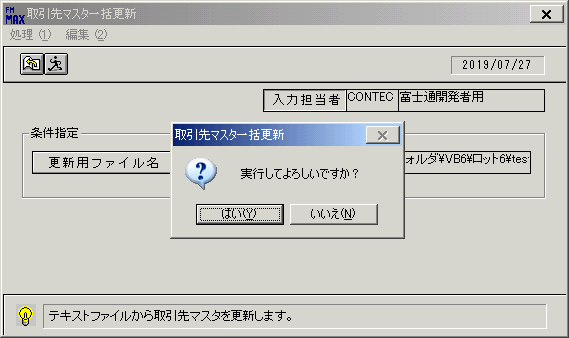 FM MAX 取引先マスター括更新
処理 (1) 編集 (2)
2019/07/27
入力担当者 CONTEC 富士通開発者用
条件指定
取引先マスター括更新
更新用ファイル名
ォルダ¥VB6¥ロット6¥tes
実行してよろしいですか？
はい(Y) いいえ(N)
テキストファイルから取引先マスタを更新します。